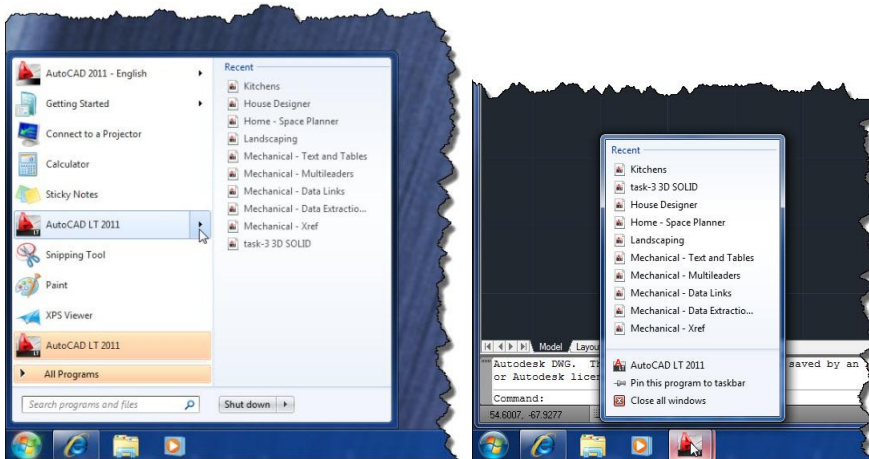 AutoCAD 2011 - English
Getting Started
Connect to a Projector
Calculator
Sticky Notes
AutoCAD LT 2011
Snipping Tool
Paint
XPS Viewer
AutoCAD LT 2011
All Programs
Search programs and files
Recent
Kitchens
House Designer
Home - Space Planner
Landscaping
Mechanical - Text and Tables
Mechanical - Multileaders
Mechanical - Data Links
Mechanical - Data Extractio...
Mechanical - Xref
task-3 3D SOLID
Shut down
Recent
Kitchens
task-3 3D SOLID
House Designer
Home - Space Planner
Landscaping
Mechanical - Text and Tables
Mechanical - Multileaders
Mechanical - Data Links
Mechanical - Data Extractio...
Mechanical - Xref
AutoCAD LT 2011
Pin this program to taskbar
Close all windows
Model Layou
Autodesk DWG. Th saved by an
or Autodesk licen
Command:
54.6007, -67.9277